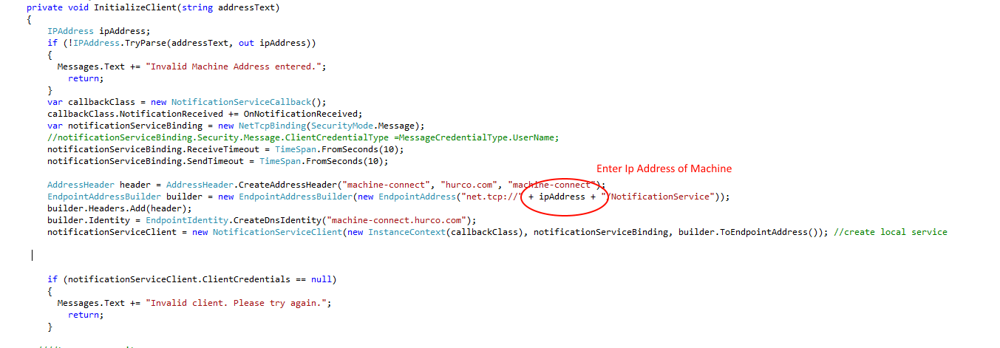 private void InitializeClient(string addressText)
{
IPAddress ipAddress;
if (!IPAddress.TryParse(addressText, out ipAddress))
{
Messages.Text += "Invalid Machine Address entered.";
return;
}
var callbackClass = new NotificationServiceCallback();
callbackClass.NotificationReceived += OnNotificationReceived;
var notificationServiceBinding = new NetTcpBinding(SecurityMode.Message);
//notificationServiceBinding.Security.Message.ClientCredentialType =MessageCredentialType.UserName;
notificationServiceBinding.ReceiveTimeout = TimeSpan.FromSeconds(10);
notificationServiceBinding.SendTimeout = TimeSpan.FromSeconds(10);
Enter Ip Address of Machine
AddressHeader header = AddressHeader.CreateAddressHeader("machine-connect", "hurco.com", "machine-connect");
EndpointAddressBuilder builder = new EndpointAddressBuilder(new EndpointAddress("net.tcp://" + ipAddress + "/NotificationService"));
builder.Headers.Add(header);
builder.Identity = EndpointIdentity.CreateDnsIdentity("machine-connect.hurco.com");
notificationServiceClient = new NotificationServiceClient(new InstanceContext(callbackClass), notificationServiceBinding, builder.ToEndpointAddress()); //create local service
if (notificationServiceClient.ClientCredentials == null)
{
Messages.Text += "Invalid client. Please try again.";
return;
}